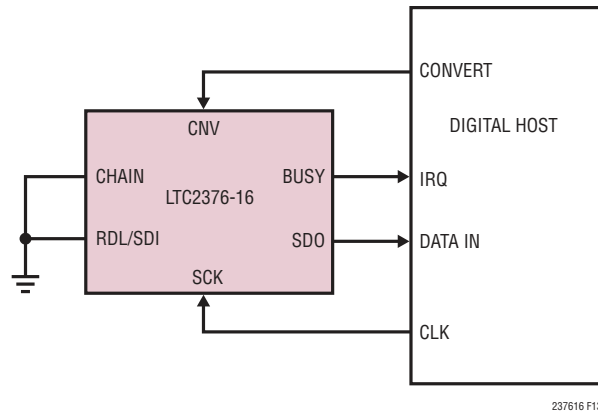 CONVERT
CNV
DIGITAL HOST
CHAIN
BUSY
IRQ
LTC2376-16
RDL/SDI
SDO
DATA IN
SCK
CLK